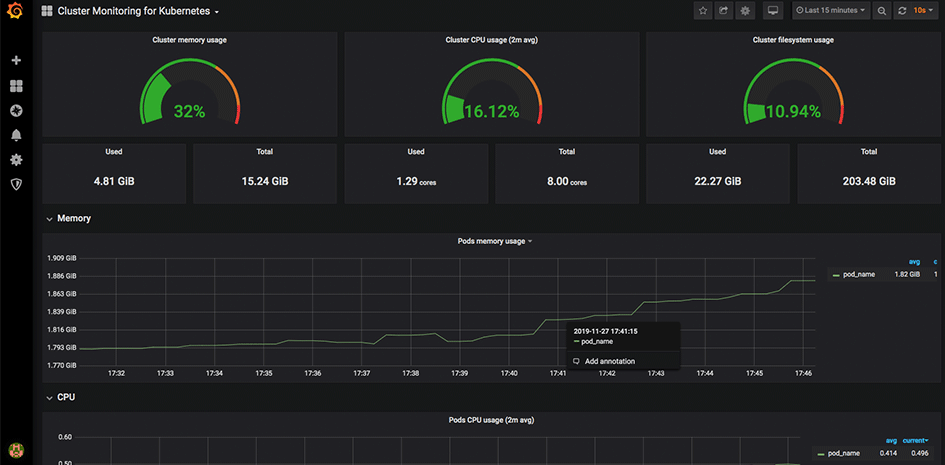 Cluster Monitoring for Kubernetes
Last 15 minutes
10s
Cluster memory usage
Cluster CPU usage (2m avg)
Cluster filesystem usage
32%
16.12%
10.94%
Used
Total
Used
Total
Used
Total
4.81 GiB
15.24 GiB
1.29 cores
8.00 cores
22.27 GiB
203.48 GiB
Memory
Pods memory usage
1.909 GiB
1.886 GiB
1.863 GiB
1.839 GiB
1.816 GiB
1.793 GiB
1.770 GiB
17:32
17:33
17:34
17:35
17:36
17:37
17:38
17:39
17:40
17:41
17:42
17:43
17:44
17:45
17:46
avg c
pod_name 1.82 GiB 1
2019-11-27 17:41:15
pod_name
Add annotation
CPU
Pods CPU usage (2m avg)
0.60
0.50
avg current
pod_name 0.414 0.496